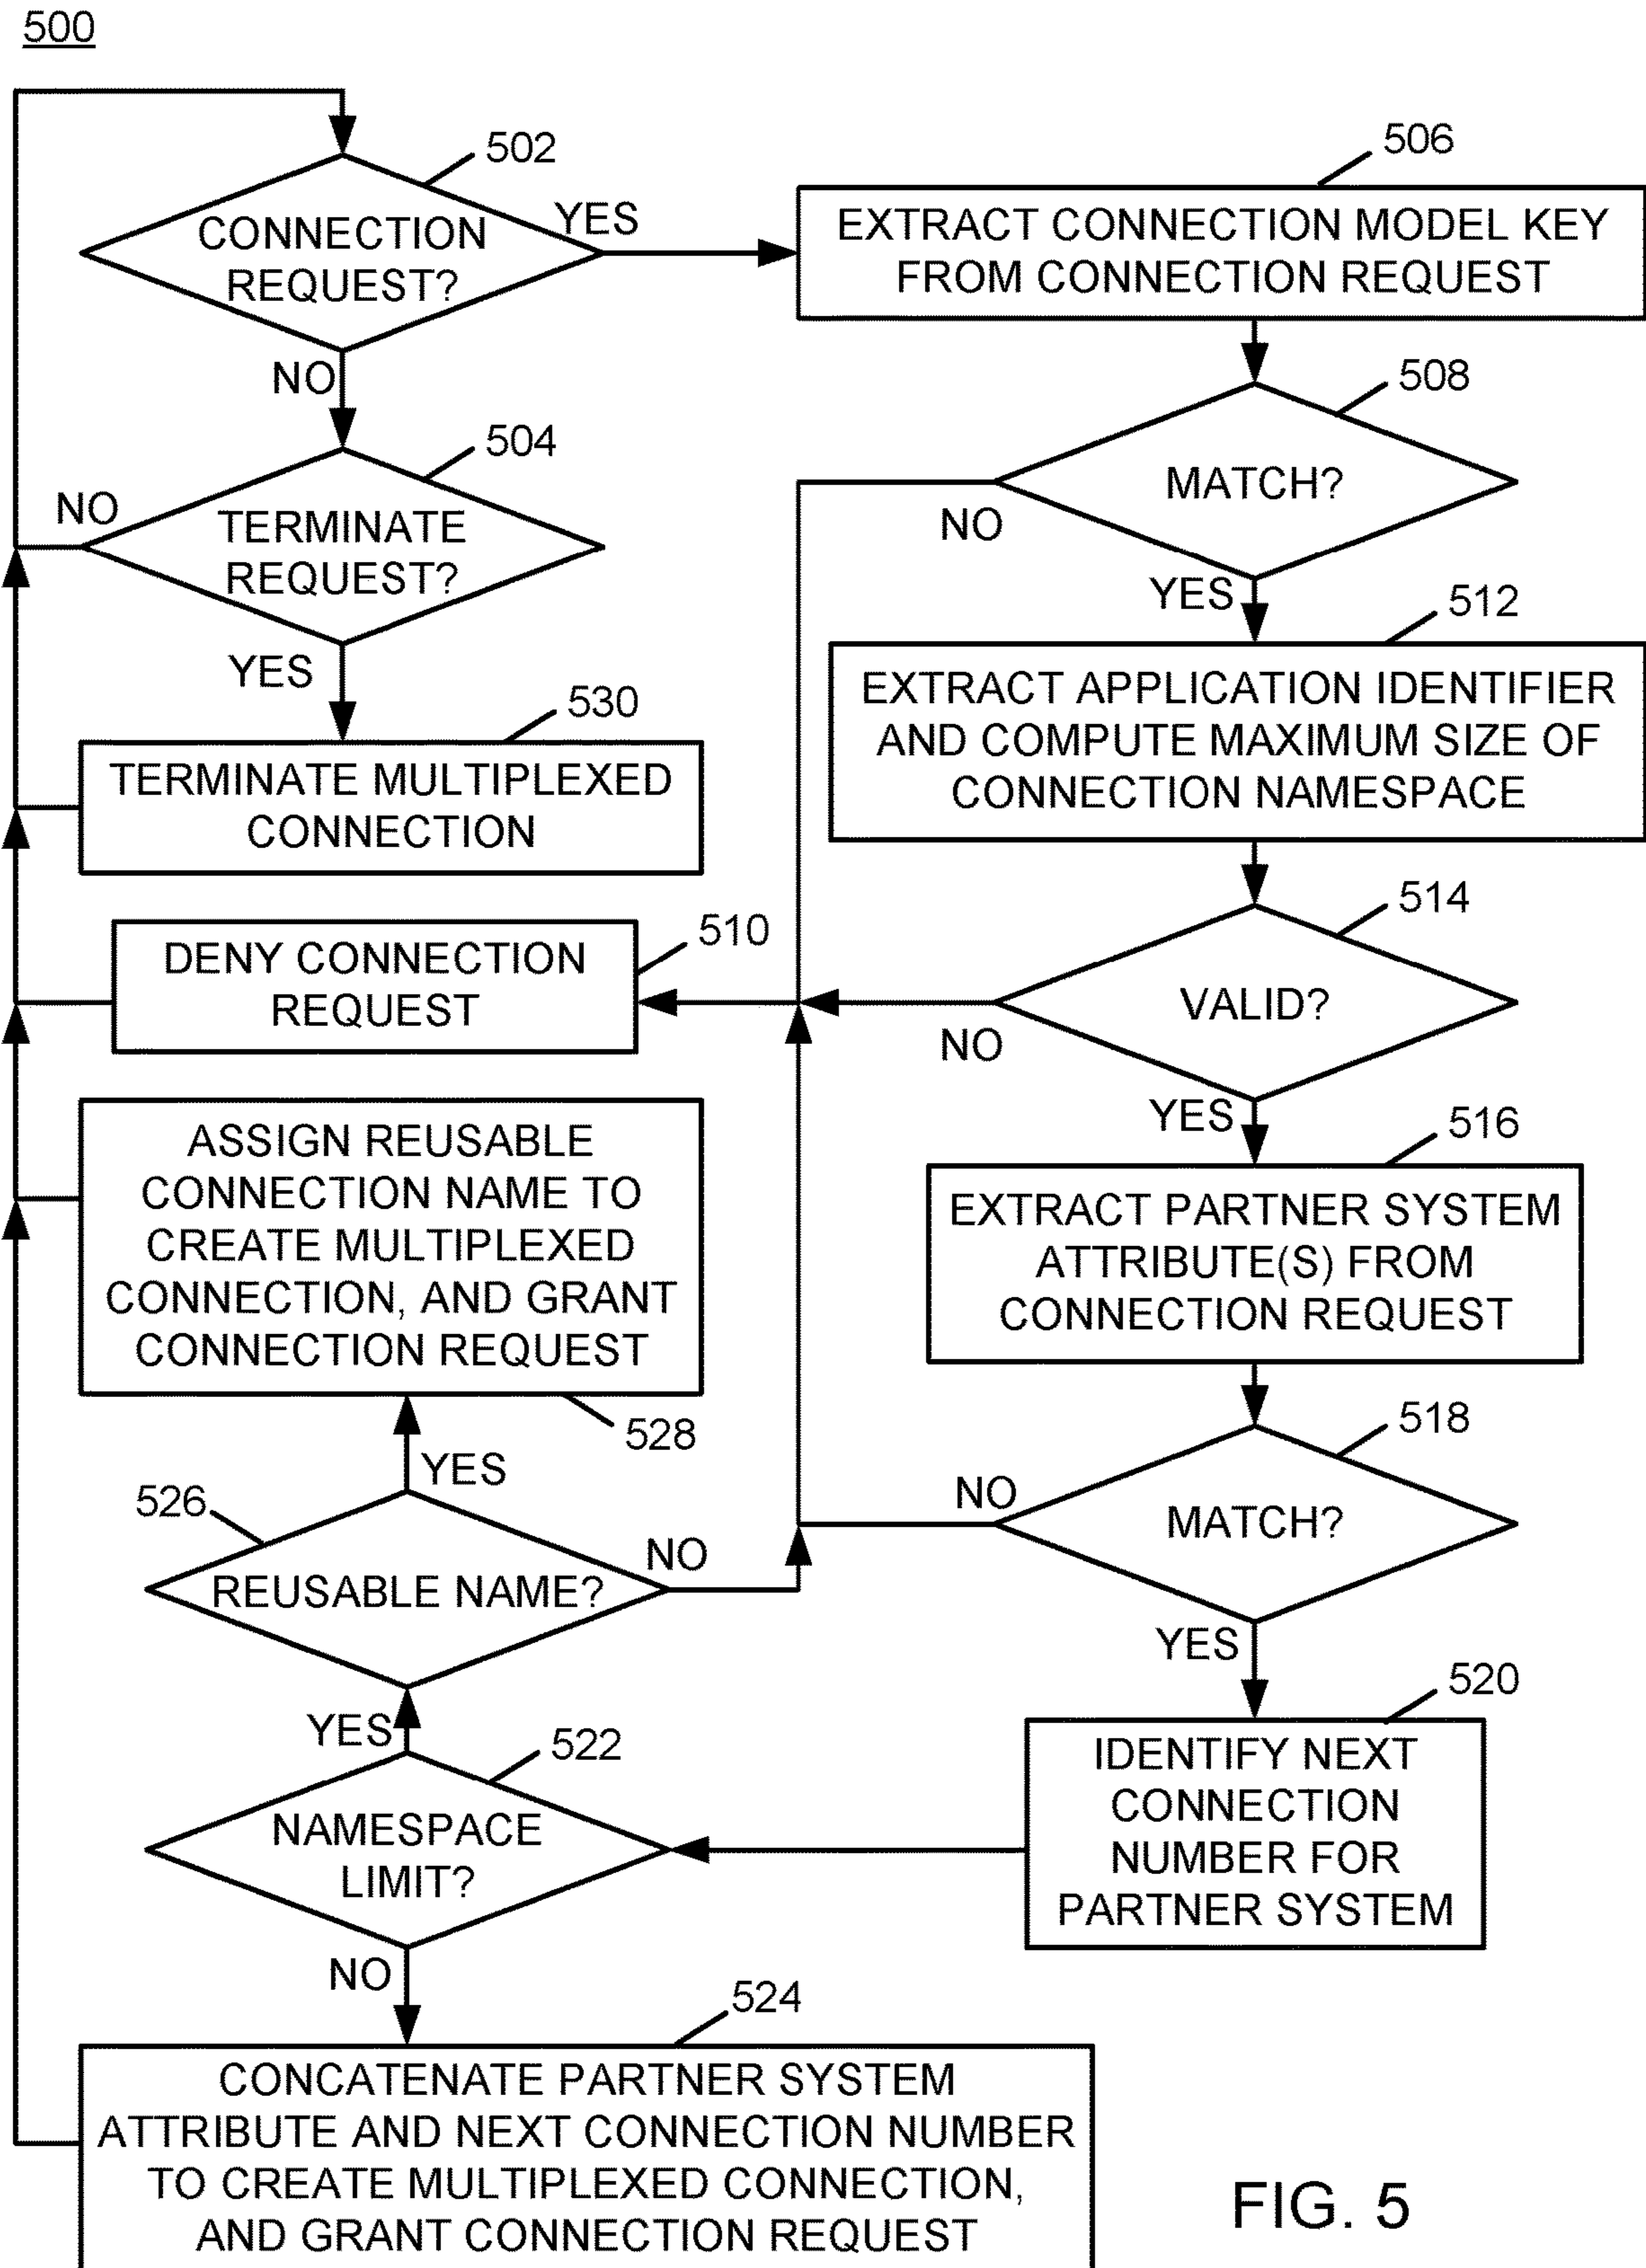 500
502
CONNECTION
REQUEST?
YES
NO
506
EXTRACT CONNECTION MODEL KEY
FROM CONNECTION REQUEST
508
MATCH?
NO
YES
504
TERMINATE
REQUEST?
NO
YES
512
EXTRACT APPLICATION IDENTIFIER
AND COMPUTE MAXIMUM SIZE OF
CONNECTION NAMESPACE
530
TERMINATE MULTIPLEXED
CONNECTION
514
VALID?
NO
YES
510
DENY CONNECTION
REQUEST
516
EXTRACT PARTNER SYSTEM
ATTRIBUTE(S) FROM
CONNECTION REQUEST
ASSIGN REUSABLE
CONNECTION NAME TO
CREATE MULTIPLEXED
CONNECTION, AND GRANT
CONNECTION REQUEST
528
YES
518
MATCH?
NO
YES
526
REUSABLE NAME?
NO
YES
520
IDENTIFY NEXT
CONNECTION
NUMBER FOR
PARTNER SYSTEM
522
NAMESPACE
LIMIT?
NO
524
CONCATENATE PARTNER SYSTEM
ATTRIBUTE AND NEXT CONNECTION NUMBER
TO CREATE MULTIPLEXED CONNECTION,
AND GRANT CONNECTION REQUEST
FIG. 5